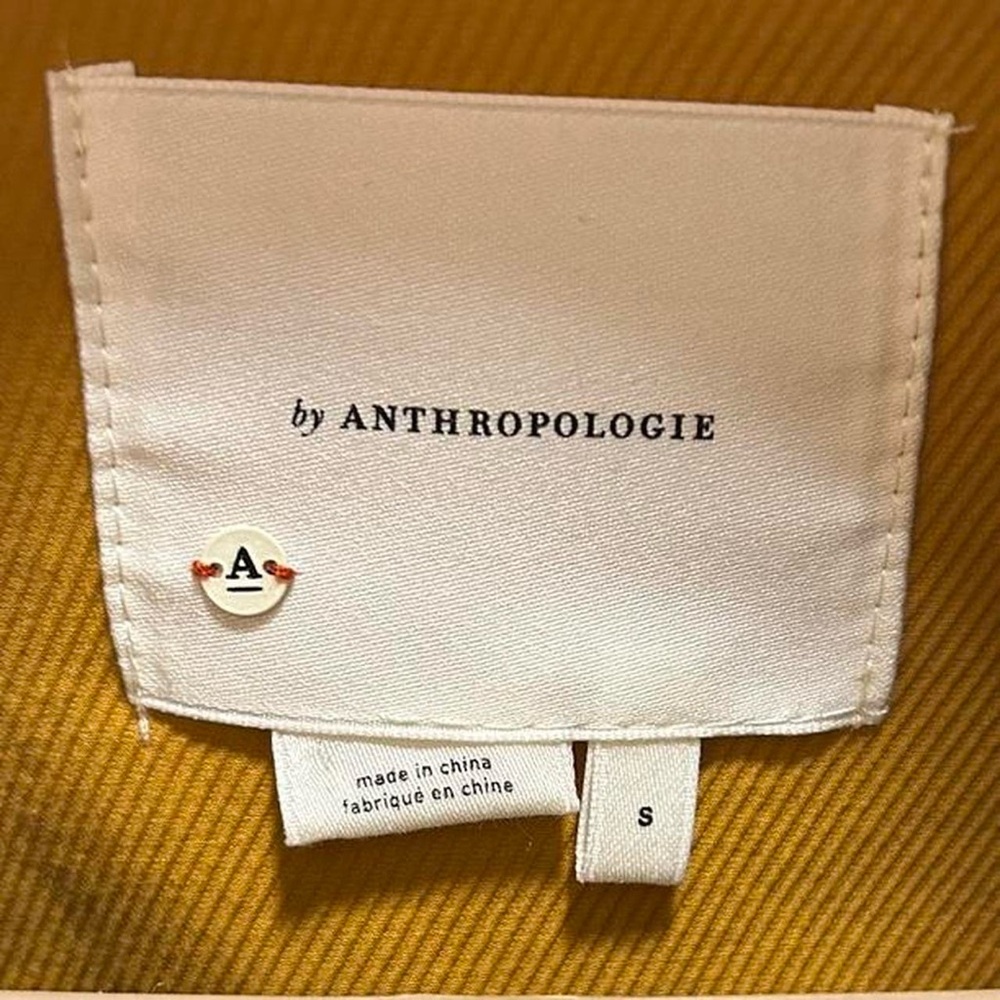 by ANTHROPOLOGIE
A
made in china
fabriqué en chine
S